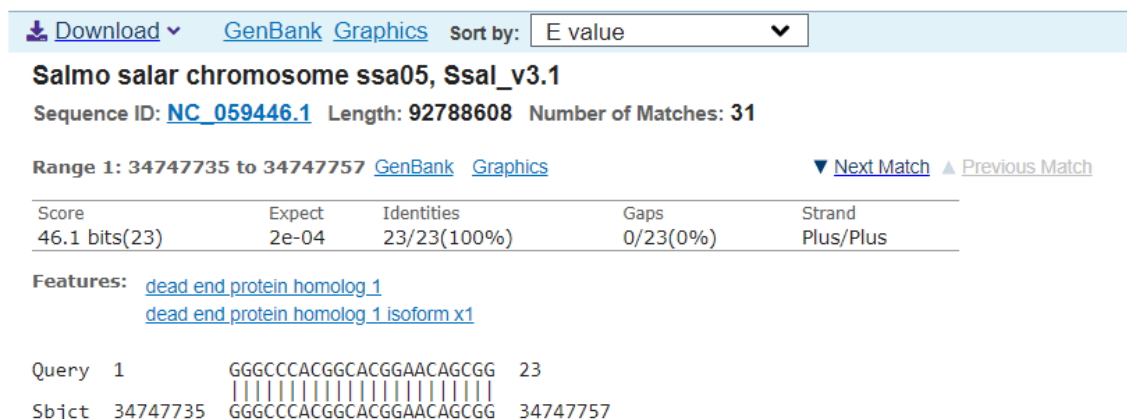 Download GenBank Graphics Sort by: E value
Salmo salar chromosome ssa05, Ssal_v3.1
Sequence ID: NC_059446.1 Length: 92788608 Number of Matches: 31
Range 1: 34747735 to 34747757 GenBank Graphics ▼ Next Match ▲ Previous Match
Score Expect Identities Gaps Strand
46.1 bits(23) 2e-04 23/23(100%) 0/23(0%) Plus/Plus
Features: dead end protein homolog 1
dead end protein homolog 1 isoform x1
Query 1 GGGCCCACGGCACGGAACAGCGG 23
|||||||||||||||||||||||
Sbjct 34747735 GGGCCCACGGCACGGAACAGCGG 34747757